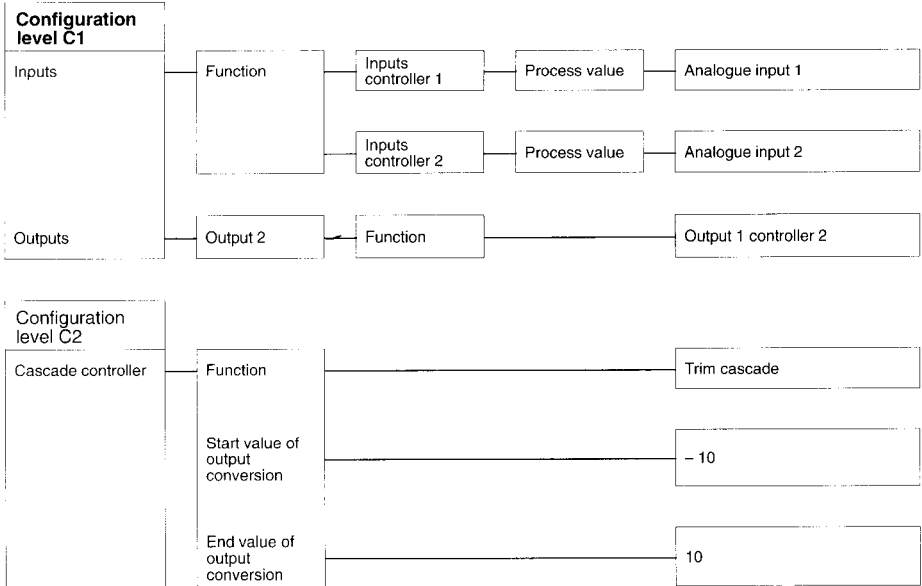 Configuration
level C1
Inputs
Function
Inputs
controller 1
Process value
Analogue input 1
Inputs
controller 2
Process value
Analogue input 2
Outputs
Output 2
Function
Output 1 controller 2
Configuration
level C2
Cascade controller
Function
Trim cascade
Start value of
output
conversion
– 10
End value of
output
conversion
10